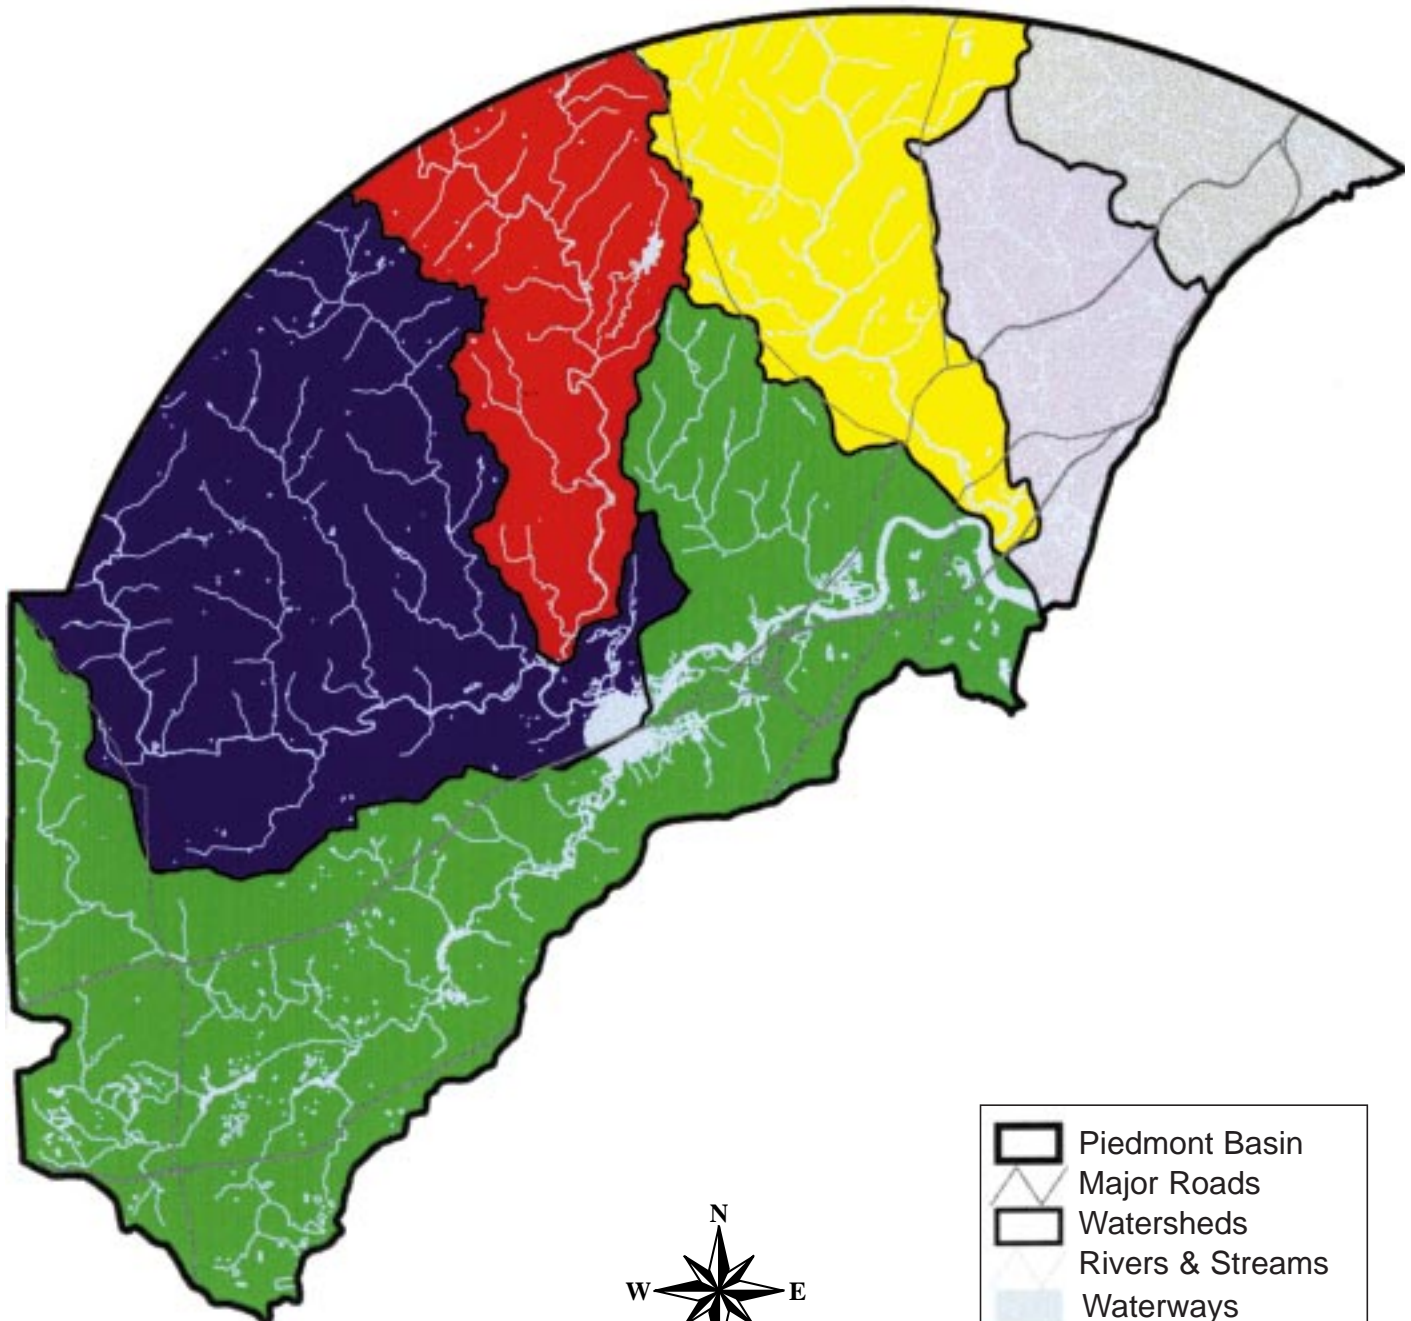 N
W E
Piedmont Basin
Major Roads
Watersheds
Rivers & Streams
Waterways